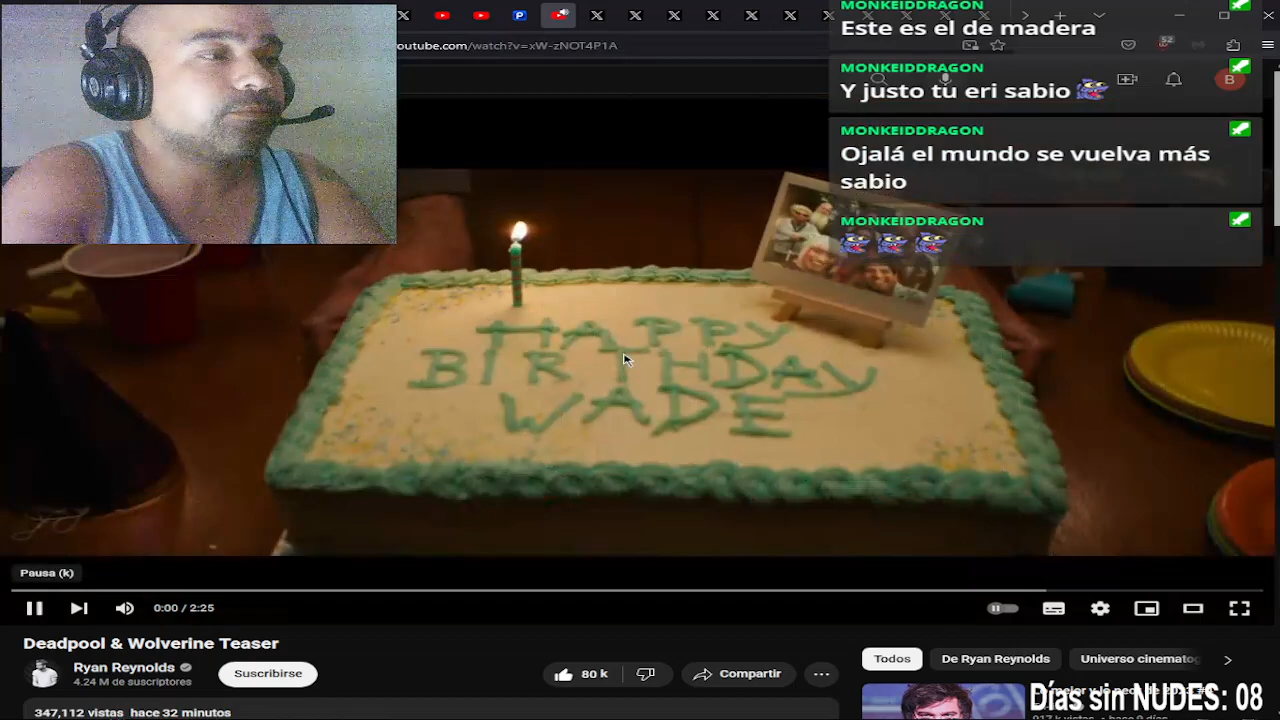 outube.com/watch?v=xW-zNOT4P1A
52
B
MONKEIDDRAGON
Este es el de madera
MONKEIDDRAGON
Y justo tu eri sabio
MONKEIDDRAGON
Ojalá el mundo se vuelva más
sabio
MONKEIDDRAGON
HAPPY
BIRTHDAY
WADE
Pausa (k)
0:00 / 2:25
Deadpool & Wolverine Teaser
Ryan Reynolds
4.24 M de suscriptores
Suscribirse
80 k
Compartir
Todos
De Ryan Reynolds
Universo cinematog
347,112 vistas hace 32 minutos
Días sin NUDES: 08